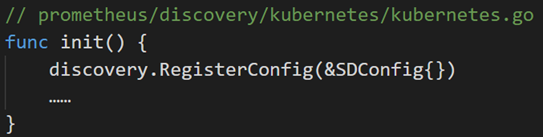 // prometheus/discovery/kubernetes/kubernetes.go
func init() {
    discovery.RegisterConfig(&SDConfig{})
    ……
}